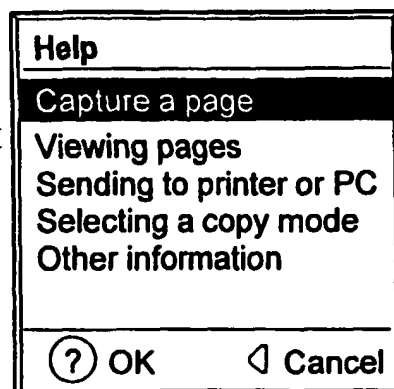 Help
Capture a page
Viewing pages
Sending to printer or PC
Selecting a copy mode
Other information
? OK Cancel